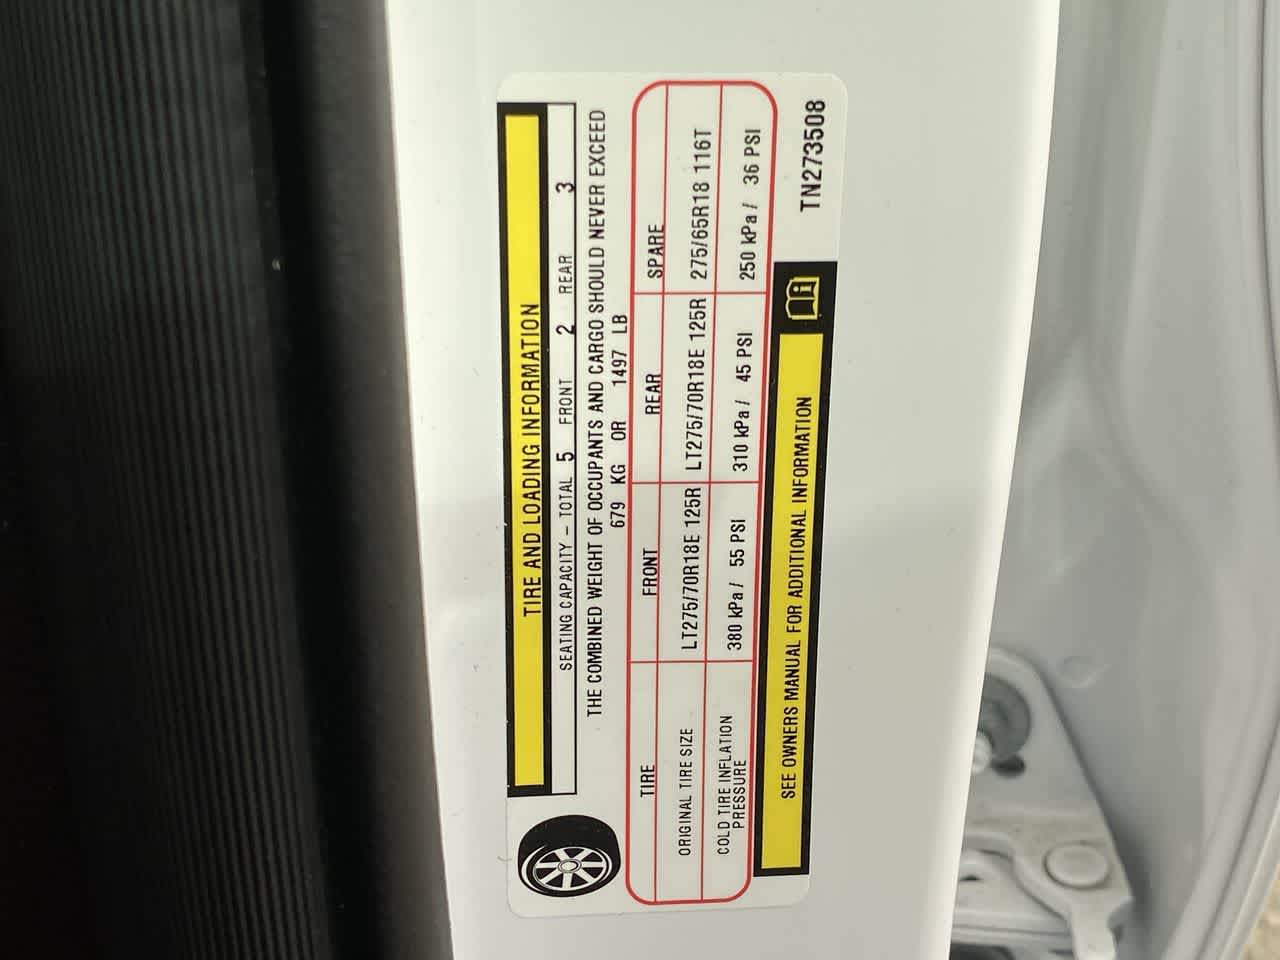 TIRE AND LOADING INFORMATION
SEATING CAPACITY – TOTAL 5 FRONT 2 REAR 3
THE COMBINED WEIGHT OF OCCUPANTS AND CARGO SHOULD NEVER EXCEED
679 KG OR 1497 LB
TIRE FRONT REAR SPARE
ORIGINAL TIRE SIZE LT275/70R18E 125R LT275/70R18E 125R 275/65R18 116T
COLD TIRE INFLATION
PRESSURE 380 kPa / 55 PSI 310 kPa / 45 PSI 250 kPa / 36 PSI
SEE OWNERS MANUAL FOR ADDITIONAL INFORMATION
TN273508